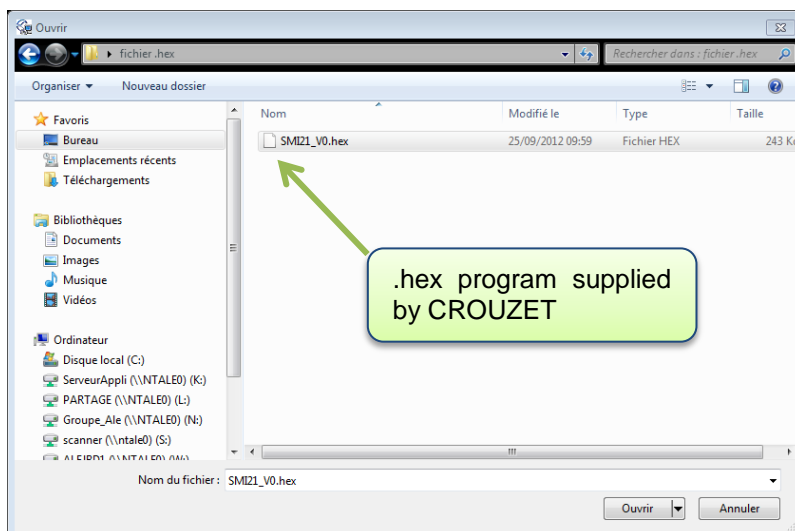 Ouvrir
fichier .hex
Rechercher dans : fichier .hex
Organiser
Nouveau dossier
Nom
Modifié le
Type
Taille
Favoris
Bureau
Emplacements récents
Téléchargements
Bibliothèques
Documents
Images
Musique
Vidéos
Ordinateur
Disque local (C:)
ServeurAppli (\\NTALE0) (K:)
PARTAGE (\\NTALE0) (L:)
Groupe_Ale (\\NTALE0) (N:)
scanner (\\ntale0) (S:)
SMI21_V0.hex
25/09/2012 09:59
Fichier HEX
243 K
.hex program supplied
by CROUZET
Nom du fichier :
SMI21_V0.hex
Ouvrir
Annuler